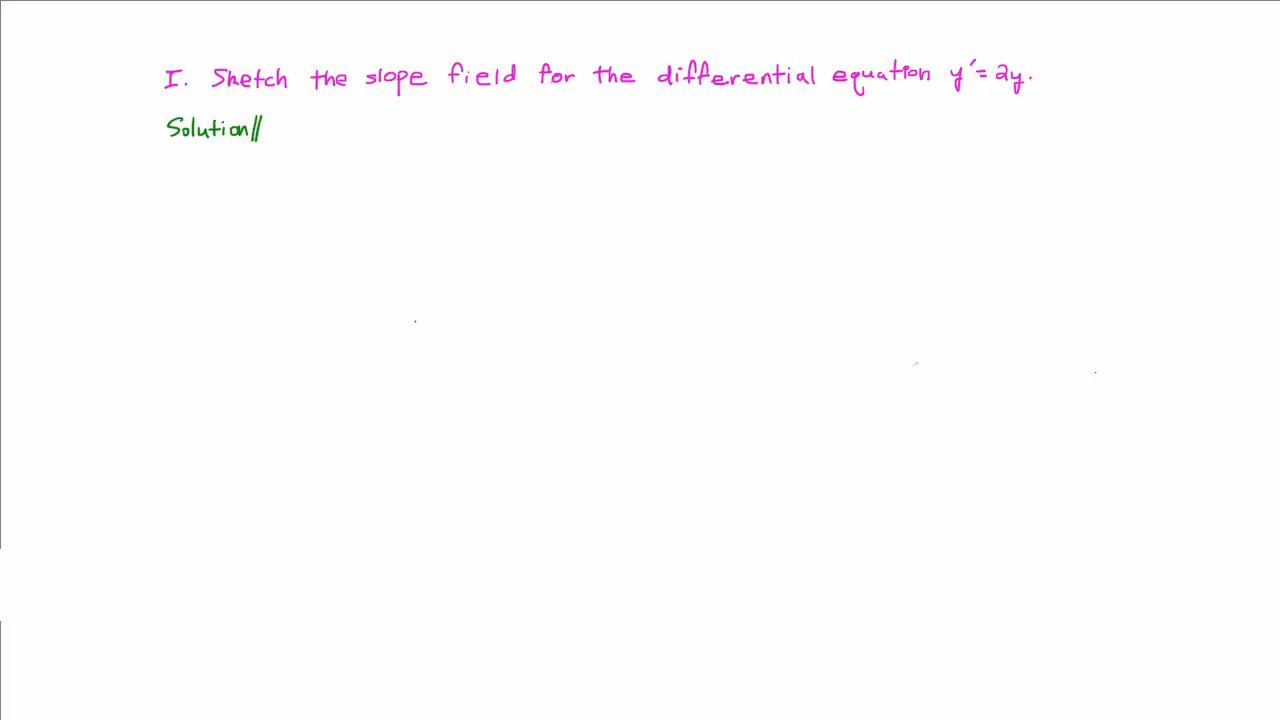 I. Sketch the slope field for the differential equation y′= 2y.
Solution//